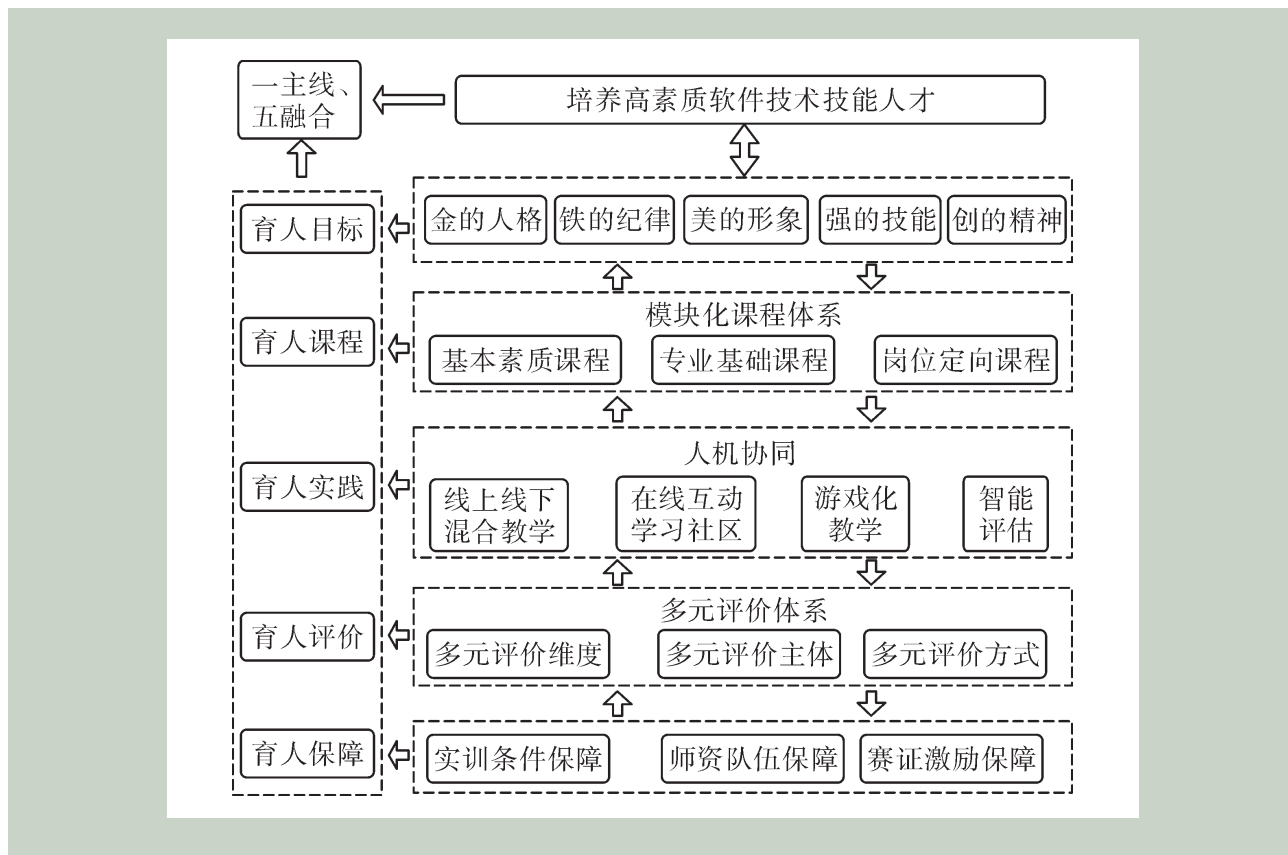 一主线、
五融合
培养高素质软件技术技能人才
育人目标
金的人格
铁的纪律
美的形象
强的技能
创的精神
育人课程
模块化课程体系
基本素质课程
专业基础课程
岗位定向课程
育人实践
人机协同
线上线下
混合教学
在线互动
学习社区
游戏化
教学
智能
评估
育人评价
多元评价体系
多元评价维度
多元评价主体
多元评价方式
育人保障
实训条件保障
师资队伍保障
赛证激励保障